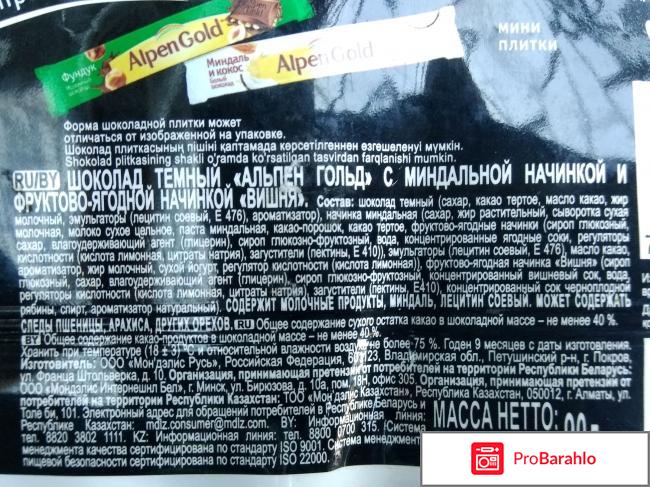 Фундук
AlpenGold
Миндаль
и кокос
Белый
шоколад
AlpenGold
МИНИ
ПЛИТКИ
Форма шоколадной плитки может
отличаться от изображенной на упаковке.
Шоколад плиткасының пішіні қаптамада көрсетілгеннен өзгешеленуі мүмкін.
Shokolad plitkasining shakli o'ramda ko'rsatilgan tasvirdan farqlanishi mumkin.
RU/BY ШОКОЛАД ТЕМНЫЙ «АЛЬПЕН ГОЛЬД» С МИНДАЛЬНОЙ НАЧИНКОЙ И
ФРУКТОВО-ЯГОДНОЙ НАЧИНКОЙ «ВИШНЯ». Состав: шоколад темный (сахар, какао тертое, масло какао, жир
молочный, эмульгаторы (лецитин соевый, Е 476), ароматизатор), начинка миндальная (сахар, жир растительный, сыворотка сухая
молочная, молоко сухое цельное, паста миндальная, какао-порошок, какао тертое, фруктово-ягодные начинки (сироп глюкозный,
сахар, влагоудерживающий агент (глицерин), сироп глюкозно-фруктозный, вода, концентрированные ягодные соки, регуляторы
кислотности (кислота лимонная, цитраты натрия), загустители (пектины, Е 410)), эмульгаторы (лецитин соевый, Е 476), масло какао,
ароматизатор, жир молочный, сухой йогурт, регулятор кислотности (кислота лимонная)), фруктово-ягодная начинка «Вишня» (сироп
глюкозный, сахар, влагоудерживающий агент (глицерин), сироп глюкозно-фруктозный, концентрированный вишневый сок, вода,
регуляторы кислотности (кислота лимонная, цитраты натрия), загустители (пектины, Е 410), концентрированный сок черноплодной
рябины, спирт, ароматизатор натуральный). СОДЕРЖИТ МОЛОЧНЫЕ ПРОДУКТЫ, МИНДАЛЬ, ЛЕЦИТИН СОЕВЫЙ. МОЖЕТ СОДЕРЖАТЬ
СЛЕДЫ ПШЕНИЦЫ, АРАХИСА, ДРУГИХ ОРЕХОВ. RU Общее содержание сухого остатка какао в шоколадной массе – не менее 40 %.
BY Общее содержание какао-продуктов в шоколадной массе – не менее 40 %.
Хранить при температуре (18 ± 3) °С и относительной влажности воздуха не более 75 %. Годен 9 месяцев с даты изготовления.
Изготовитель: ООО «Мон'дэлис Русь», Российская Федерация, 601123, Владимирская обл., Петушинский р-н, г. Покров,
ул. Франца Штольверка, д. 10. Организация, принимающая претензии от потребителей на территории Республики Беларусь:
ООО «Мон'дэлис Интернэшнл Бел», г. Минск, ул. Бирюзова, д. 10а, пом. 18Н, офис 305. Организация, принимающая претензии от
потребителей на территории Республики Казахстан: ТОО «Мон'дэлис Казахстан», Республика Казахстан, 050012, г. Алматы, ул.
Толе би, 101. Электронный адрес для обращений потребителей в Республике Беларусь и
Республике Казахстан: mdlz.consumer@mdlz.com. BY: Информационная линия:
тел. 8820 3802 1111. KZ: Информационная линия: тел. 8800 0700 315. Система
менеджмента качества сертифицирована по стандарту ISO 9001. Система менеджмента
пищевой безопасности сертифицирована по стандарту ISO 22000.
МАССА НЕТТО:
ProBarahlo